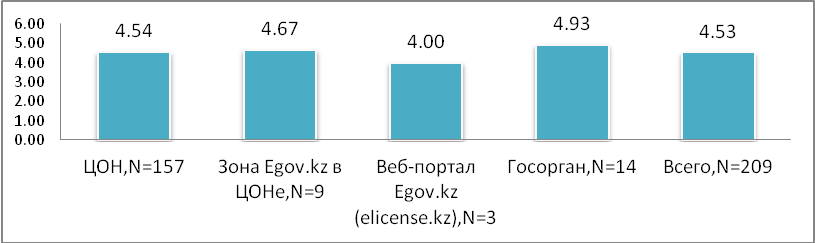 6.00
5.00
4.00
3.00
2.00
1.00
0.00
4.54
4.67
4.00
4.93
4.53
ЦОН,N=157
Зона Egov.kz в
ЦОНе,N=9
Веб-портал
Egov.kz
(elicense.kz),N=3
Госорган,N=14
Всего,N=209